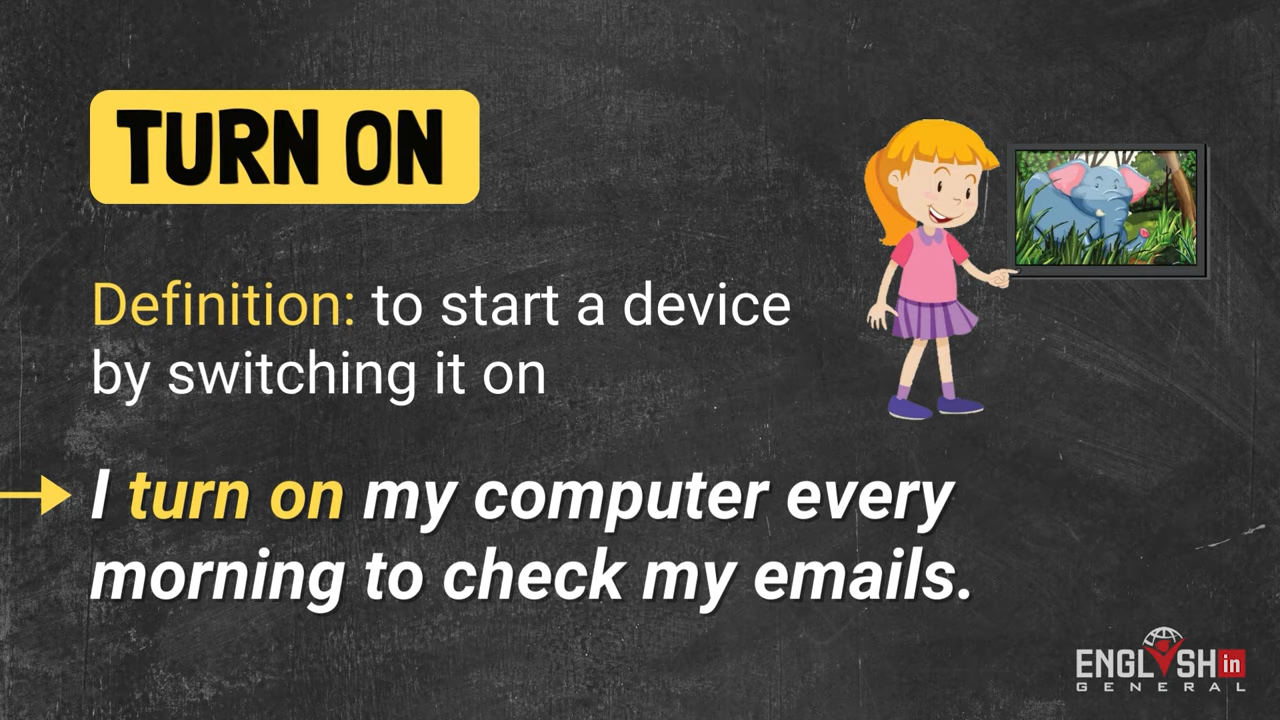 TURN ON
Definition: to start a device
by switching it on
I turn on my computer every
morning to check my emails.
ENGLISH in
GENERAL